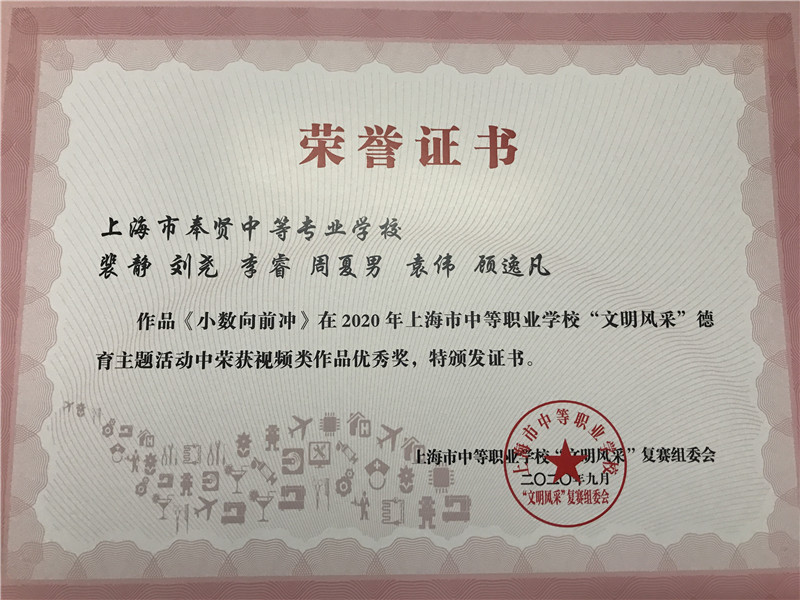 荣誉证书
上海市奉贤中等专业学校
裴静 刘尧 李睿 周夏男 袁伟 顾逸凡
作品《小数向前冲》在2020年上海市中等职业学校“文明风采”德
育主题活动中荣获视频类作品优秀奖，特颁发证书。
上海市中等职业学校“文明风采”复赛组委会
二〇二〇年九月
上海市中等职业学校
“文明风采”复赛组委会